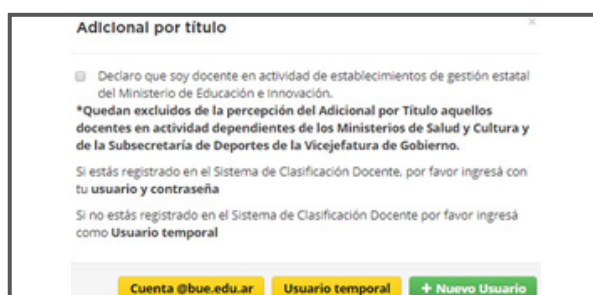 Adicional por título
×
Declaro que soy docente en actividad de establecimientos de gestión estatal
del Ministerio de Educación e Innovación.
*Quedan excluidos de la percepción del Adicional por Título aquellos
docentes en actividad dependientes de los Ministerios de Salud y Cultura y
de la Subsecretaría de Deportes de la Vicejefatura de Gobierno.
Si estás registrado en el Sistema de Clasificación Docente, por favor ingresá con
tu usuario y contraseña
Si no estás registrado en el Sistema de Clasificación Docente por favor ingresá
como Usuario temporal
Cuenta @bue.edu.ar Usuario temporal + Nuevo Usuario